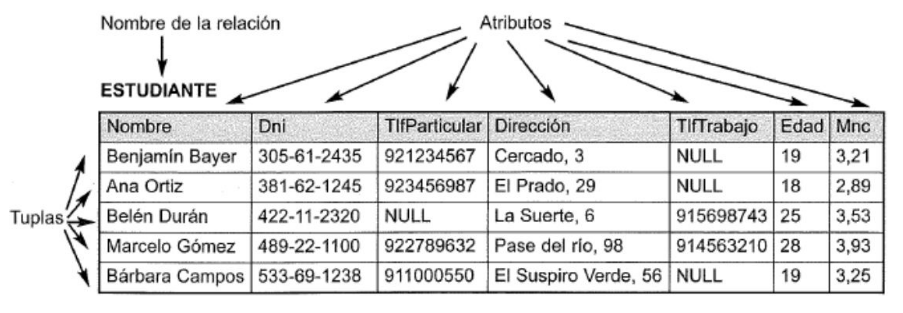 Nombre de la relación
Atributos
ESTUDIANTE
Nombre Dni TlfParticular Dirección TlfTrabajo Edad Mnc
Benjamín Bayer 305-61-2435 921234567 Cercado, 3 NULL 19 3,21
Ana Ortiz 381-62-1245 923456987 El Prado, 29 NULL 18 2,89
Tuplas
Belén Durán 422-11-2320 NULL La Suerte, 6 915698743 25 3,53
Marcelo Gómez 489-22-1100 922789632 Pase del río, 98 914563210 28 3,93
Bárbara Campos 533-69-1238 911000550 El Suspiro Verde, 56 NULL 19 3,25